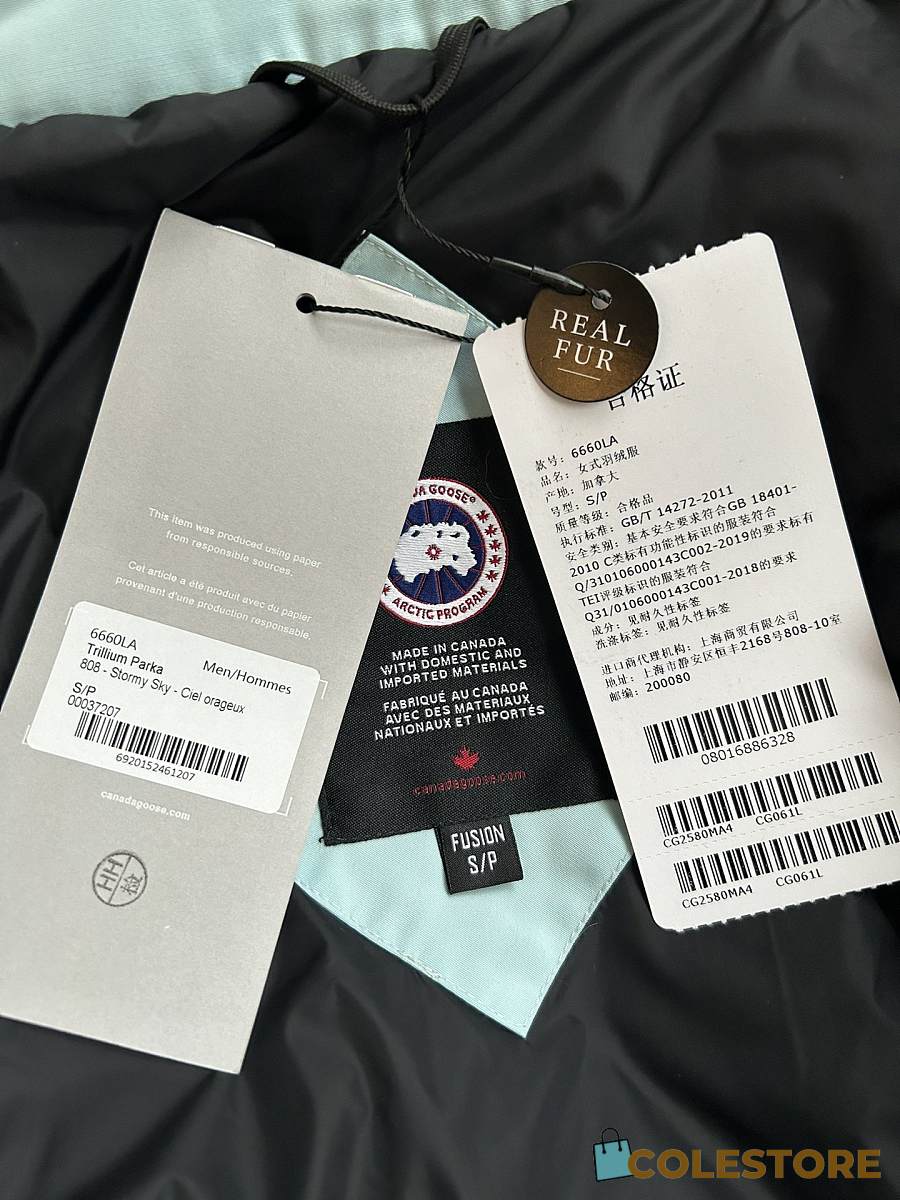 This item was produced using paper
from responsible sources.
Cet article a été produit avec du papier
provenant d'une production responsable.
6660LA
Trillium Parka Men/Hommes
808 - Stormy Sky - Ciel orageux
S/P
00037207
6920152461207
canadagoose.com
检
DA GOOSE®
ARCTIC PROGRAM
MADE IN CANADA
WITH DOMESTIC AND
IMPORTED MATERIALS
FABRIQUÉ AU CANADA
AVEC DES MATERIAUX
NATIONAUX ET IMPORTÉS
canadagoose.com
FUSION
S/P
REAL
FUR
合格证
款号: 6660LA
品名: 女式羽绒服
产地: 加拿大
号型: S/P
质量等级: 合格品
执行标准: GB/T 14272-2011
安全类别: 基本安全要求符合GB 18401-
2010 C类标有功能性标识的服装符合
Q/310106000143C002-2019的要求标有
TEI评级标识的服装符合
Q31/0106000143C001-2018的要求
成分: 见耐久性标签
洗涤标签: 见耐久性标签
进口商代理机构: 上海商贸有限公司
地址: 上海市静安区恒丰2168号808-10室
邮编: 200080
08016886328
CG2580MA4 CG061L
CG2580MA4 CG061L
COLESTORE